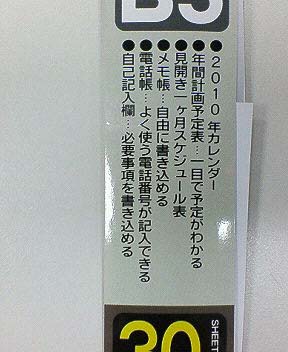 B5
●2010年カレンダー
●年間計画予定表…一目で予定がわかる
●見開き一ヶ月スケジュール表
●メモ帳…自由に書き込める
●電話帳…よく使う電話番号が記入できる
●自己記入欄…必要事項を書き込める
30
SHEET